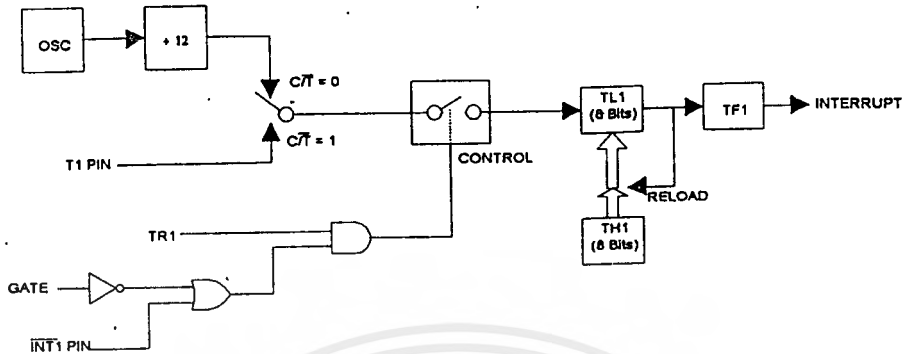 OSC
÷ 12
C/T̅ = 0
C/T̅ = 1
T1 PIN
CONTROL
TL1
(8 Bits)
TF1
INTERRUPT
RELOAD
TH1
(8 Bits)
TR1
GATE
I̅N̅T̅1 PIN